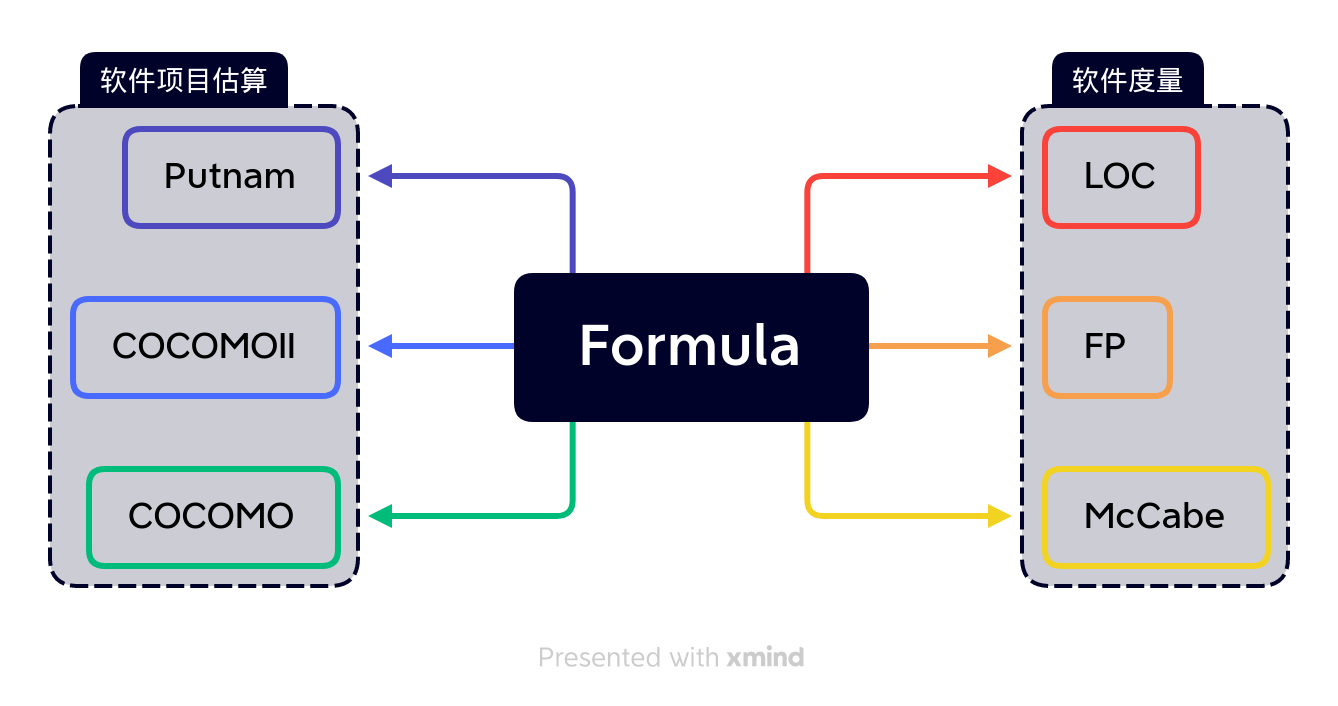 软件项目估算
Putnam
COCOMOII
COCOMO
Formula
软件度量
LOC
FP
McCabe
Presented with xmind